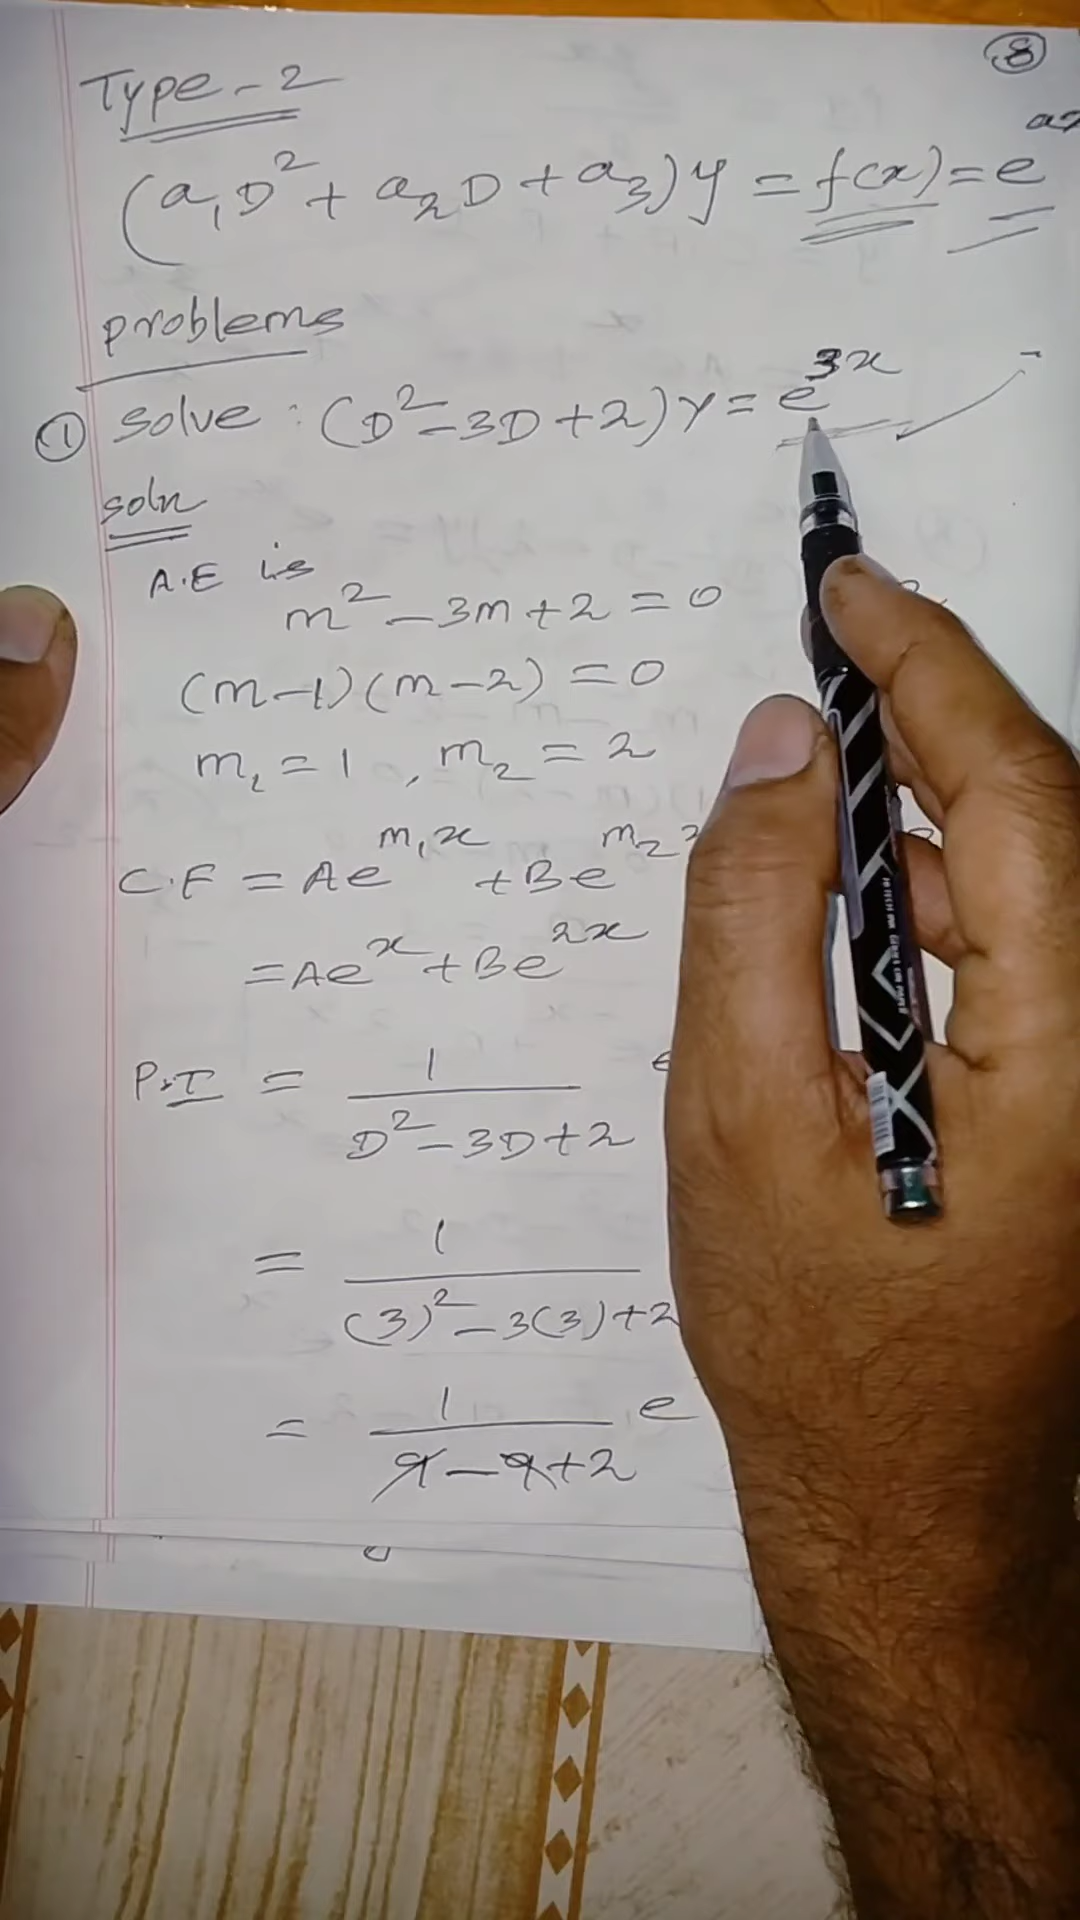 8
Type-2
(a₁D² + a₂D + a₃)y = f(x) = e^a
problems
① solve : (D² - 3D + 2)y = e^3x
soln
A.E is
m² - 3m + 2 = 0
(m-1)(m-2) = 0
m₁ = 1 , m₂ = 2
C.F = Ae^m₁x + Be^m₂
= Ae^x + Be^2x
P.I = 1 / D² - 3D + 2 e
= 1 / (3)² - 3(3) + 2
= 1 / 9 - 9 + 2 e